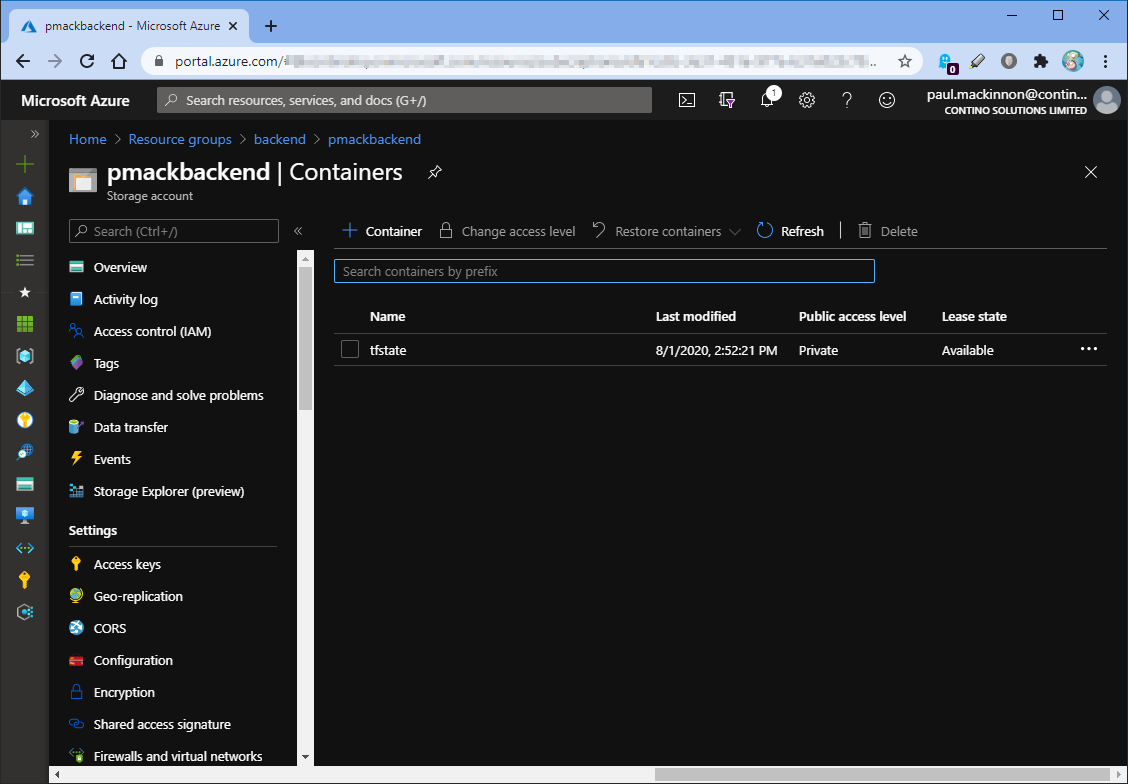 pmackbackend - Microsoft Azure
portal.azure.com/#
0
Microsoft Azure
Search resources, services, and docs (G+/)
1
paul.mackinnon@contin...
CONTINO SOLUTIONS LIMITED
Home > Resource groups > backend > pmackbackend
pmackbackend | Containers
Storage account
Search (Ctrl+/)
Container
Change access level
Restore containers
Refresh
Delete
Search containers by prefix
Name Last modified Public access level Lease state
tfstate 8/1/2020, 2:52:21 PM Private Available
Overview
Activity log
Access control (IAM)
Tags
Diagnose and solve problems
Data transfer
Events
Storage Explorer (preview)
Settings
Access keys
Geo-replication
CORS
Configuration
Encryption
Shared access signature
Firewalls and virtual networks